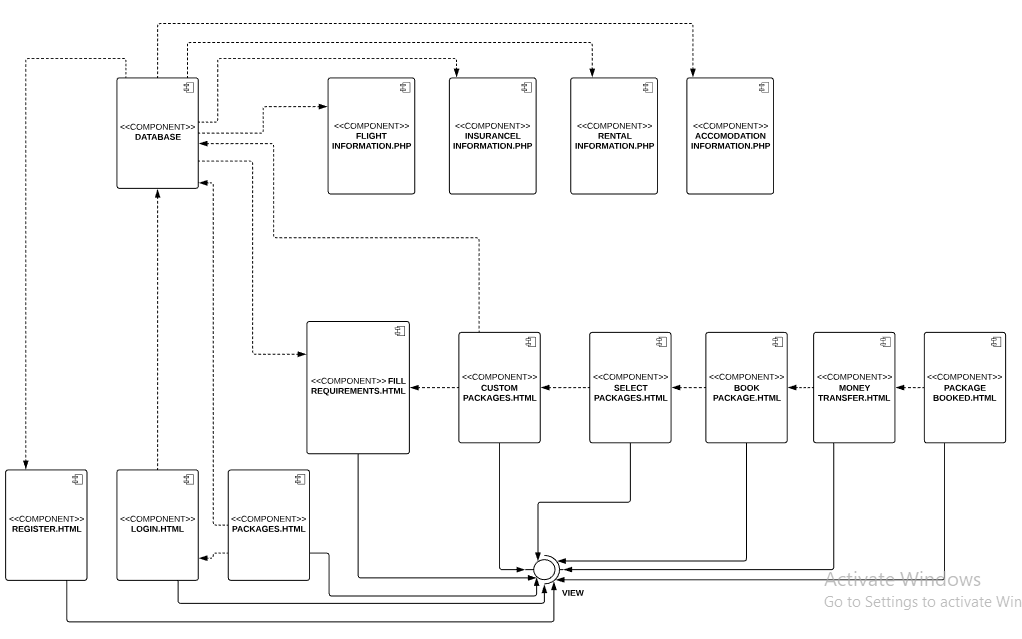 <<COMPONENT>>
DATABASE
<<COMPONENT>>
FLIGHT
INFORMATION.PHP
<<COMPONENT>>
INSURANCEL
INFORMATION.PHP
<<COMPONENT>>
RENTAL
INFORMATION.PHP
<<COMPONENT>>
ACCOMODATION
INFORMATION.PHP
<<COMPONENT>> FILL
REQUIREMENTS.HTML
<<COMPONENT>>
CUSTOM
PACKAGES.HTML
<<COMPONENT>>
SELECT
PACKAGES.HTML
<<COMPONENT>>
BOOK
PACKAGE.HTML
<<COMPONENT>>
MONEY
TRANSFER.HTML
<<COMPONENT>>
PACKAGE
BOOKED.HTML
<<COMPONENT>>
REGISTER.HTML
<<COMPONENT>>
LOGIN.HTML
<<COMPONENT>>
PACKAGES.HTML
VIEW
Activate Windows
Go to Settings to activate Win